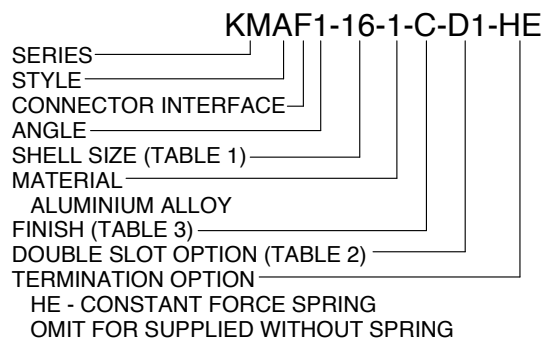 KMAF1-16-1-C-D1-HE
SERIES
STYLE
CONNECTOR INTERFACE
ANGLE
SHELL SIZE (TABLE 1)
MATERIAL
ALUMINIUM ALLOY
FINISH (TABLE 3)
DOUBLE SLOT OPTION (TABLE 2)
TERMINATION OPTION
HE - CONSTANT FORCE SPRING
OMIT FOR SUPPLIED WITHOUT SPRING